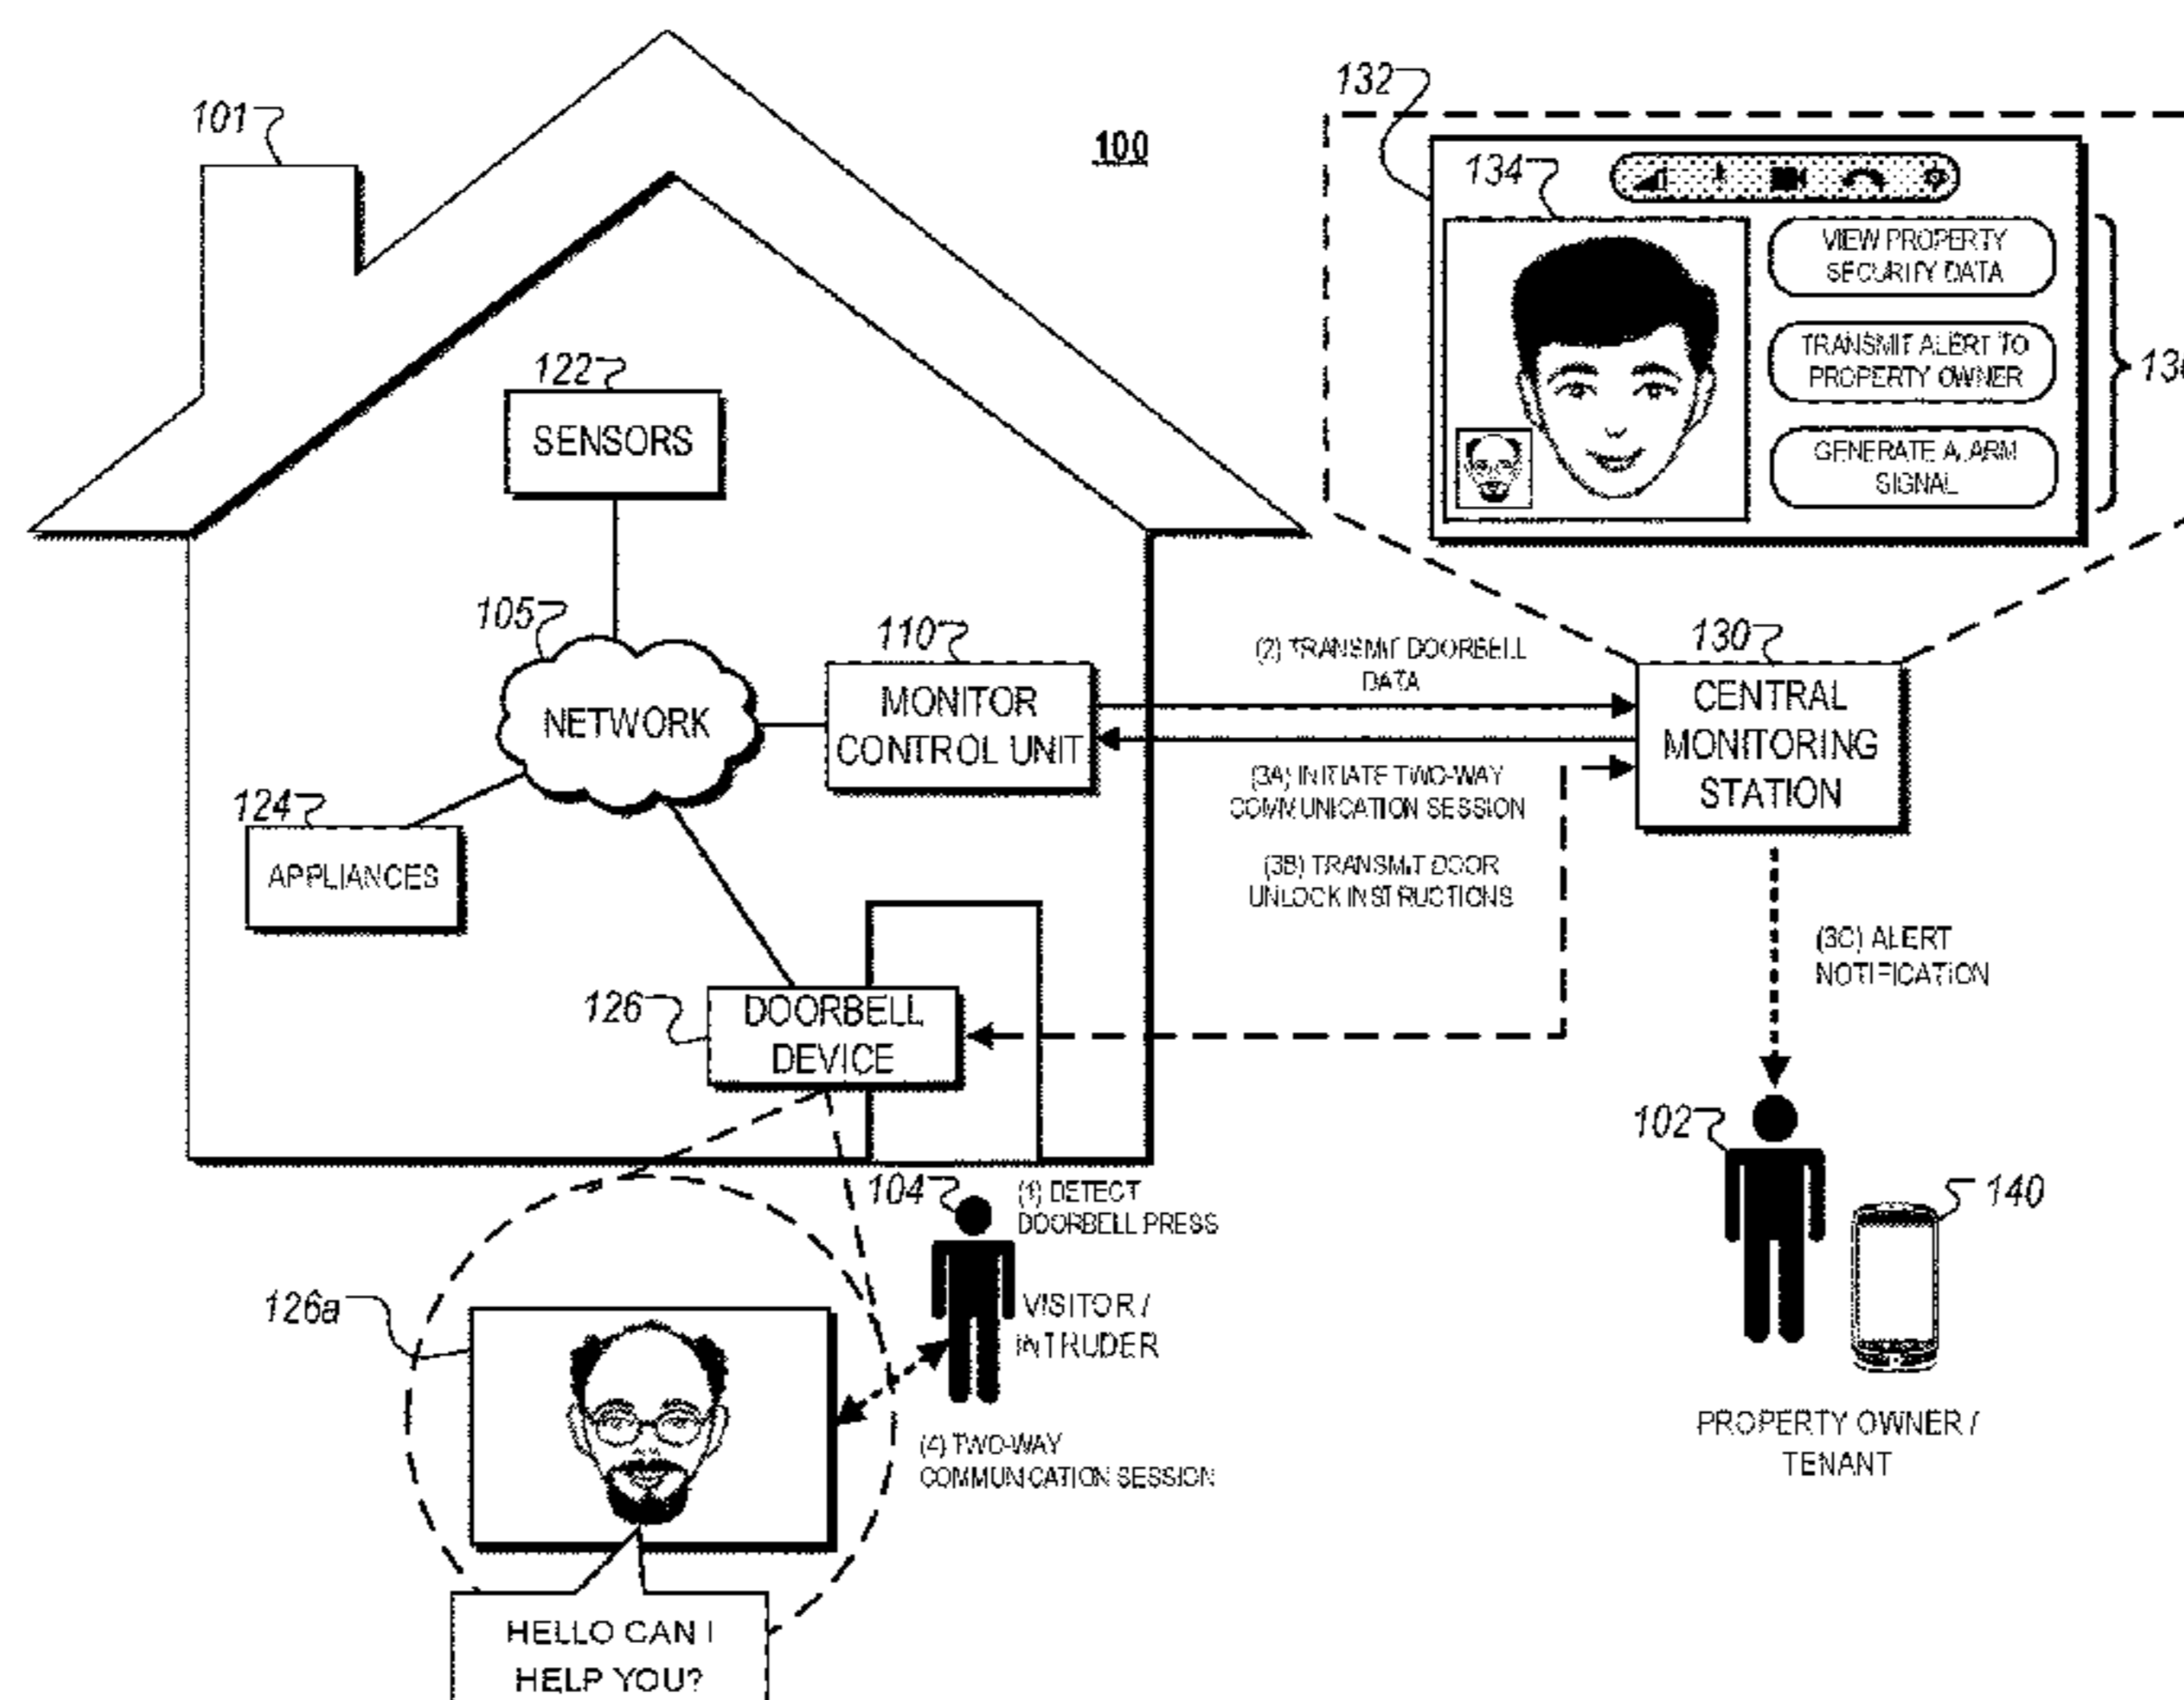 132
101
100
134
VIEW PROPERTY
SECURITY DATA
TRANSMIT ALERT TO
PROPERTY OWNER
GENERATE ALARM
SIGNAL
122
SENSORS
105
NETWORK
110
MONITOR
CONTROL UNIT
(2) TRANSMIT DOORBELL
DATA
130
CENTRAL
MONITORING
STATION
(3A) INITIATE TWO-WAY
COMMUNICATION SESSION
(3B) TRANSMIT DOOR
UNLOCK INSTRUCTIONS
124
APPLIANCES
(3C) ALERT
NOTIFICATION
126
DOORBELL
DEVICE
102
140
PROPERTY OWNER /
TENANT
104
(1) DETECT
DOORBELL PRESS
VISITOR /
INTRUDER
126a
(4) TWO-WAY
COMMUNICATION SESSION
HELLO CAN I
HELP YOU?